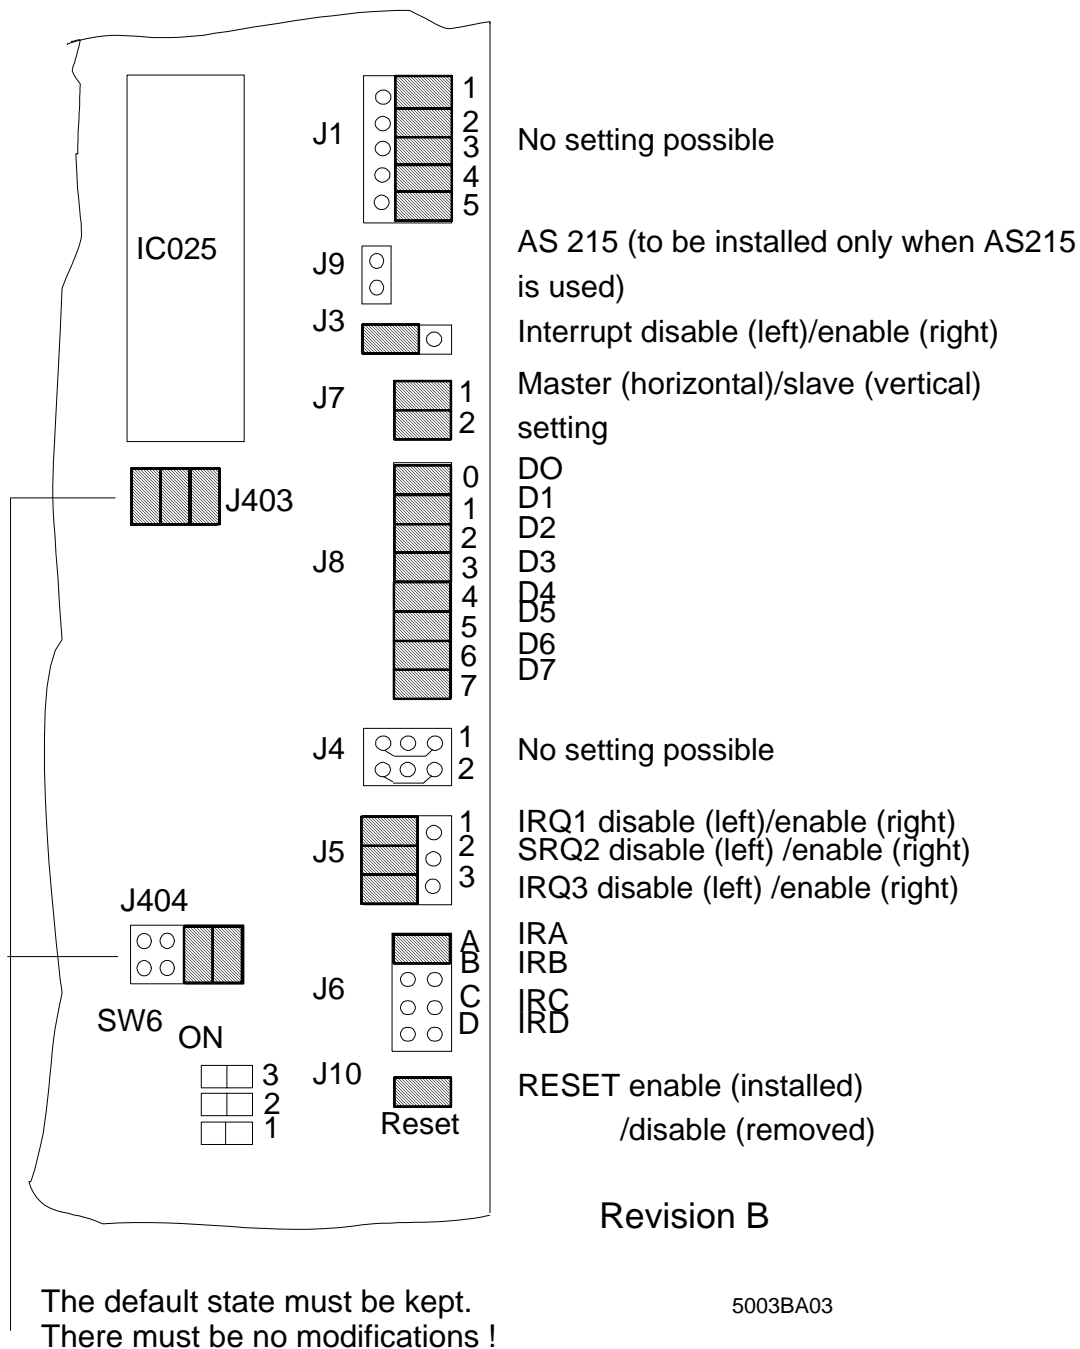 1
2
J1
3
No setting possible
4
5
IC025
AS 215 (to be installed only when AS215
J9
is used)
J3
Interrupt disable (left)/enable (right)
J7
1
Master (horizontal)/slave (vertical)
2
setting
0
DO
J403
1
D1
2
D2
J8
3
D3
4
D4
5
D5
6
D6
7
D7
J4
1
No setting possible
2
1
IRQ1 disable (left)/enable (right)
J5
2
SRQ2 disable (left) /enable (right)
3
IRQ3 disable (left) /enable (right)
J404
A
IRA
B
IRB
J6
C
IRC
D
IRD
SW6
ON
3
2
1
J10
RESET enable (installed)
Reset
/disable (removed)
Revision B
The default state must be kept.
5003BA03
There must be no modifications !